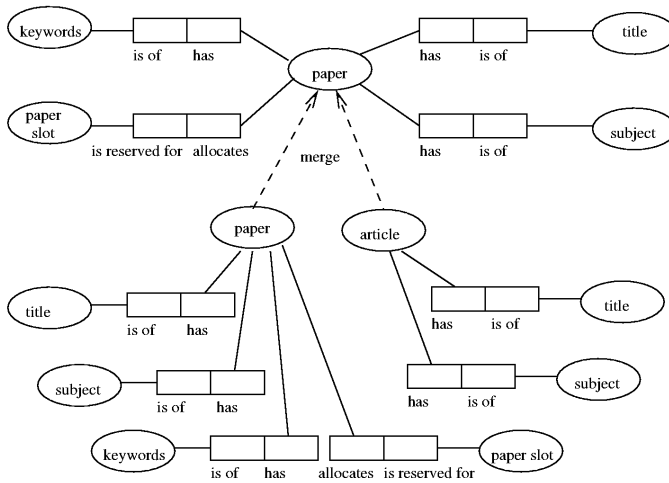 keywords
is of has
paper
has is of
title
paper
slot
is reserved for allocates
has is of
subject
merge
paper
article
title
is of has
has is of
title
subject
is of has
has is of
subject
keywords
is of has
allocates is reserved for
paper slot